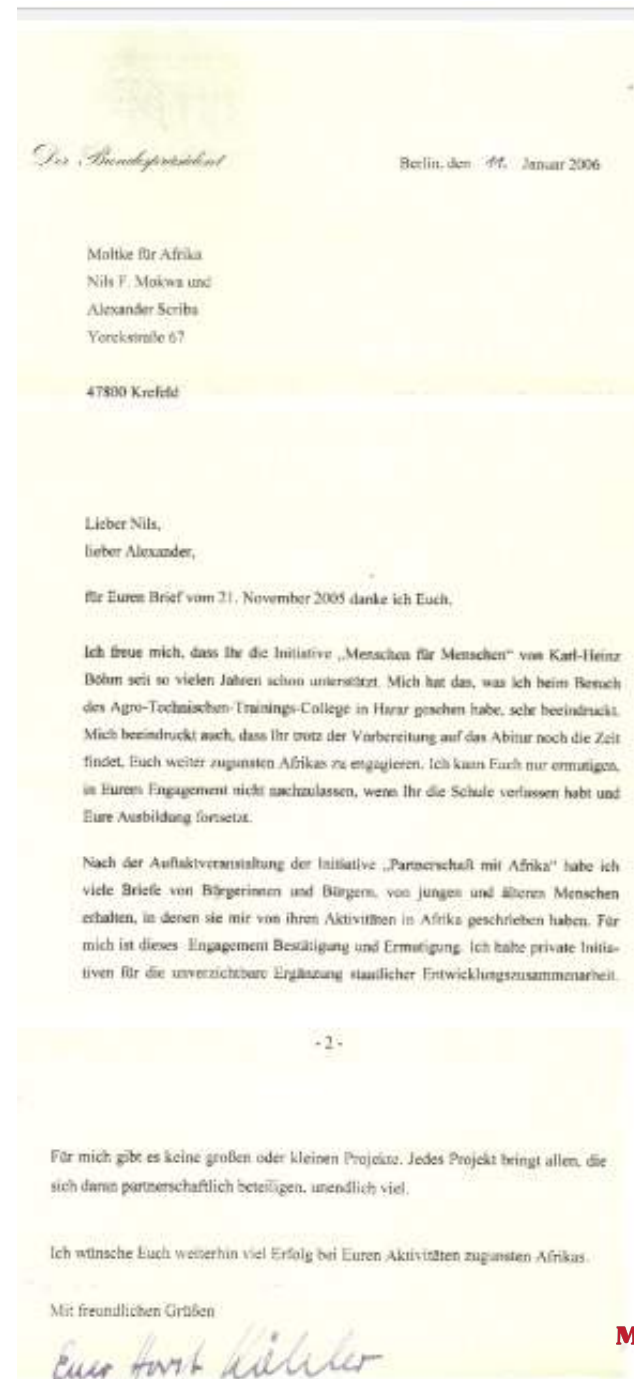 Der Bundespräsident
Berlin, den 11. Januar 2006
Moltke für Afrika
Nils F. Mokwa und
Alexander Scriba
Yorckstraße 67
47800 Krefeld
Lieber Nils,
lieber Alexander,
für Euren Brief vom 21. November 2005 danke ich Euch.
Ich freue mich, dass Ihr die Initiative „Menschen für Menschen“ von Karl-Heinz
Böhm seit so vielen Jahren schon unterstützt. Mich hat das, was ich beim Besuch
des Agro-Technischen-Trainings-College in Harar gesehen habe, sehr beeindruckt.
Mich beeindruckt auch, dass Ihr trotz der Vorbereitung auf das Abitur noch die Zeit
findet, Euch weiter zugunsten Afrikas zu engagieren. Ich kann Euch nur ermutigen,
in Eurem Engagement nicht nachzulassen, wenn Ihr die Schule verlassen habt und
Eure Ausbildung fortsetzt.
Nach der Auftaktveranstaltung der Initiative „Partnerschaft mit Afrika“ habe ich
viele Briefe von Bürgerinnen und Bürgern, von jungen und älteren Menschen
erhalten, in denen sie mir von ihren Aktivitäten in Afrika geschrieben haben. Für
mich ist dieses Engagement Bestätigung und Ermutigung. Ich halte private Initia-
tiven für die unverzichtbare Ergänzung staatlicher Entwicklungszusammenarbeit.
- 2 -
Für mich gibt es keine großen oder kleinen Projekte. Jedes Projekt bringt allen, die
sich daran partnerschaftlich beteiligen, unendlich viel.
Ich wünsche Euch weiterhin viel Erfolg bei Euren Aktivitäten zugunsten Afrikas.
Mit freundlichen Grüßen
Euer Horst Köhler
M